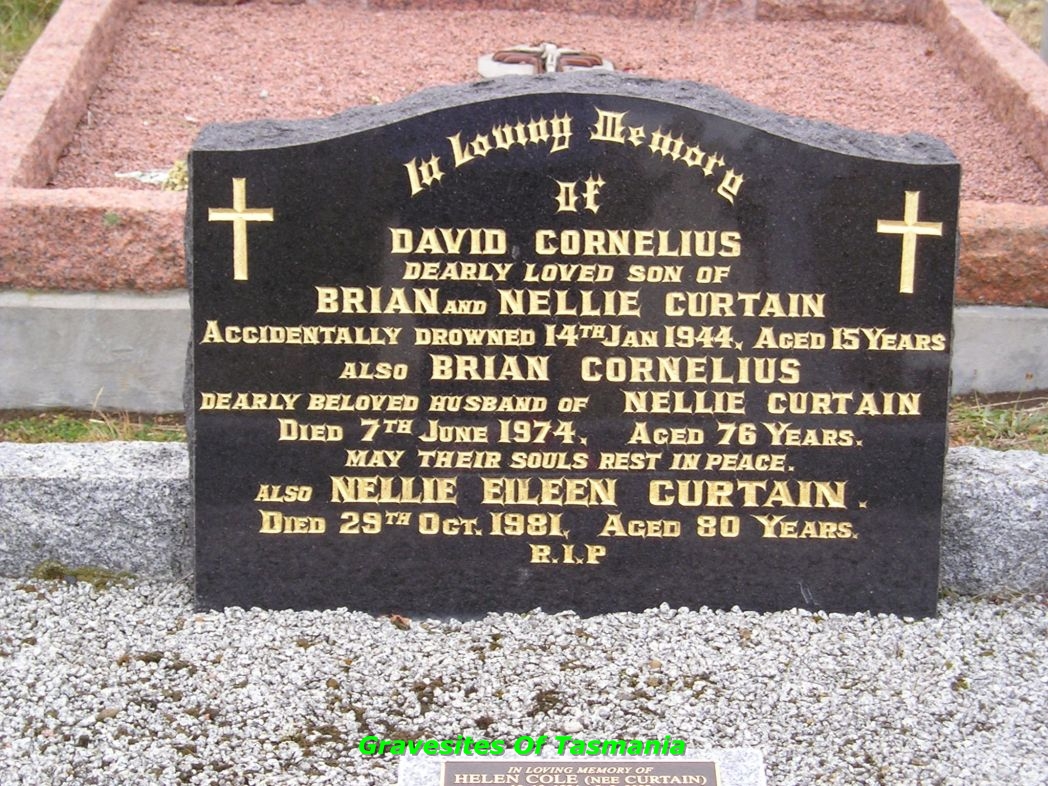 In Loving Memory
Of
DAVID CORNELIUS
DEARLY LOVED SON OF
BRIAN AND NELLIE CURTAIN
ACCIDENTALLY DROWNED 14TH JAN 1944, AGED 15 YEARS
ALSO BRIAN CORNELIUS
DEARLY BELOVED HUSBAND OF NELLIE CURTAIN
DIED 7TH JUNE 1974, AGED 76 YEARS.
MAY THEIR SOULS REST IN PEACE.
ALSO NELLIE EILEEN CURTAIN.
DIED 29TH OCT. 1981, AGED 80 YEARS.
R.I.P
Gravesites Of Tasmania
IN LOVING MEMORY OF
HELEN COLE (NEE CURTAIN)